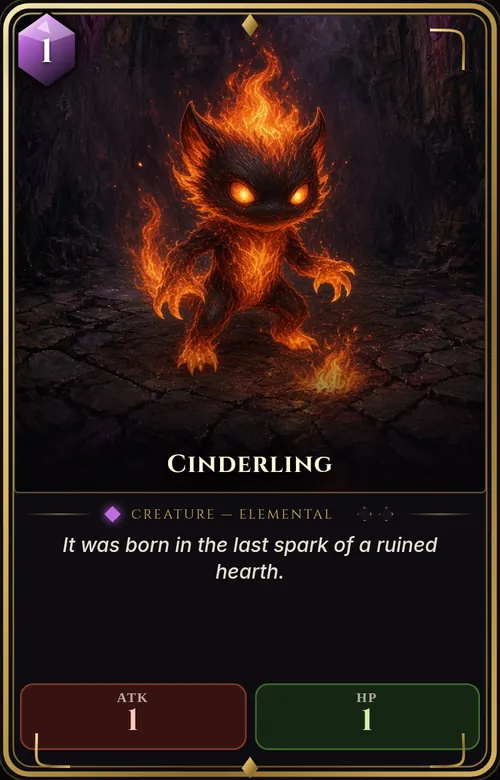 1
Cinderling
CREATURE — ELEMENTAL
It was born in the last spark of a ruined
hearth.
ATK
1
HP
1